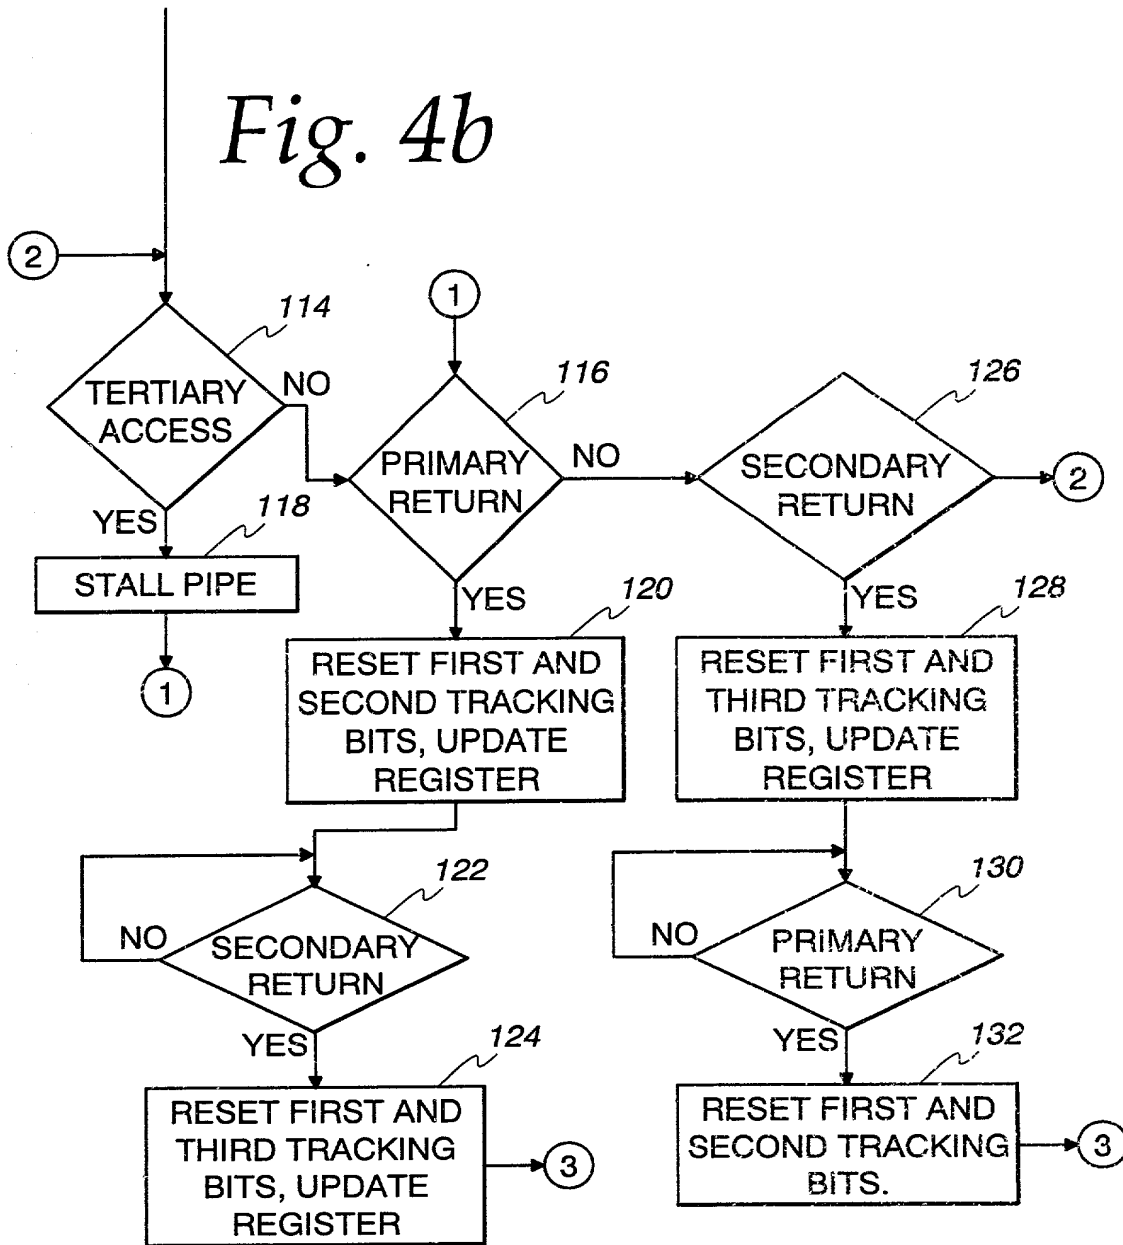 Fig. 4b
2
1
114
TERTIARY
ACCESS
NO
YES
116
PRIMARY
RETURN
NO
YES
126
SECONDARY
RETURN
2
YES
118
STALL PIPE
1
120
RESET FIRST AND
SECOND TRACKING
BITS, UPDATE
REGISTER
128
RESET FIRST AND
THIRD TRACKING
BITS, UPDATE
REGISTER
122
NO
SECONDARY
RETURN
YES
130
NO
PRIMARY
RETURN
YES
124
RESET FIRST AND
THIRD TRACKING
BITS, UPDATE
REGISTER
3
132
RESET FIRST AND
SECOND TRACKING
BITS.
3